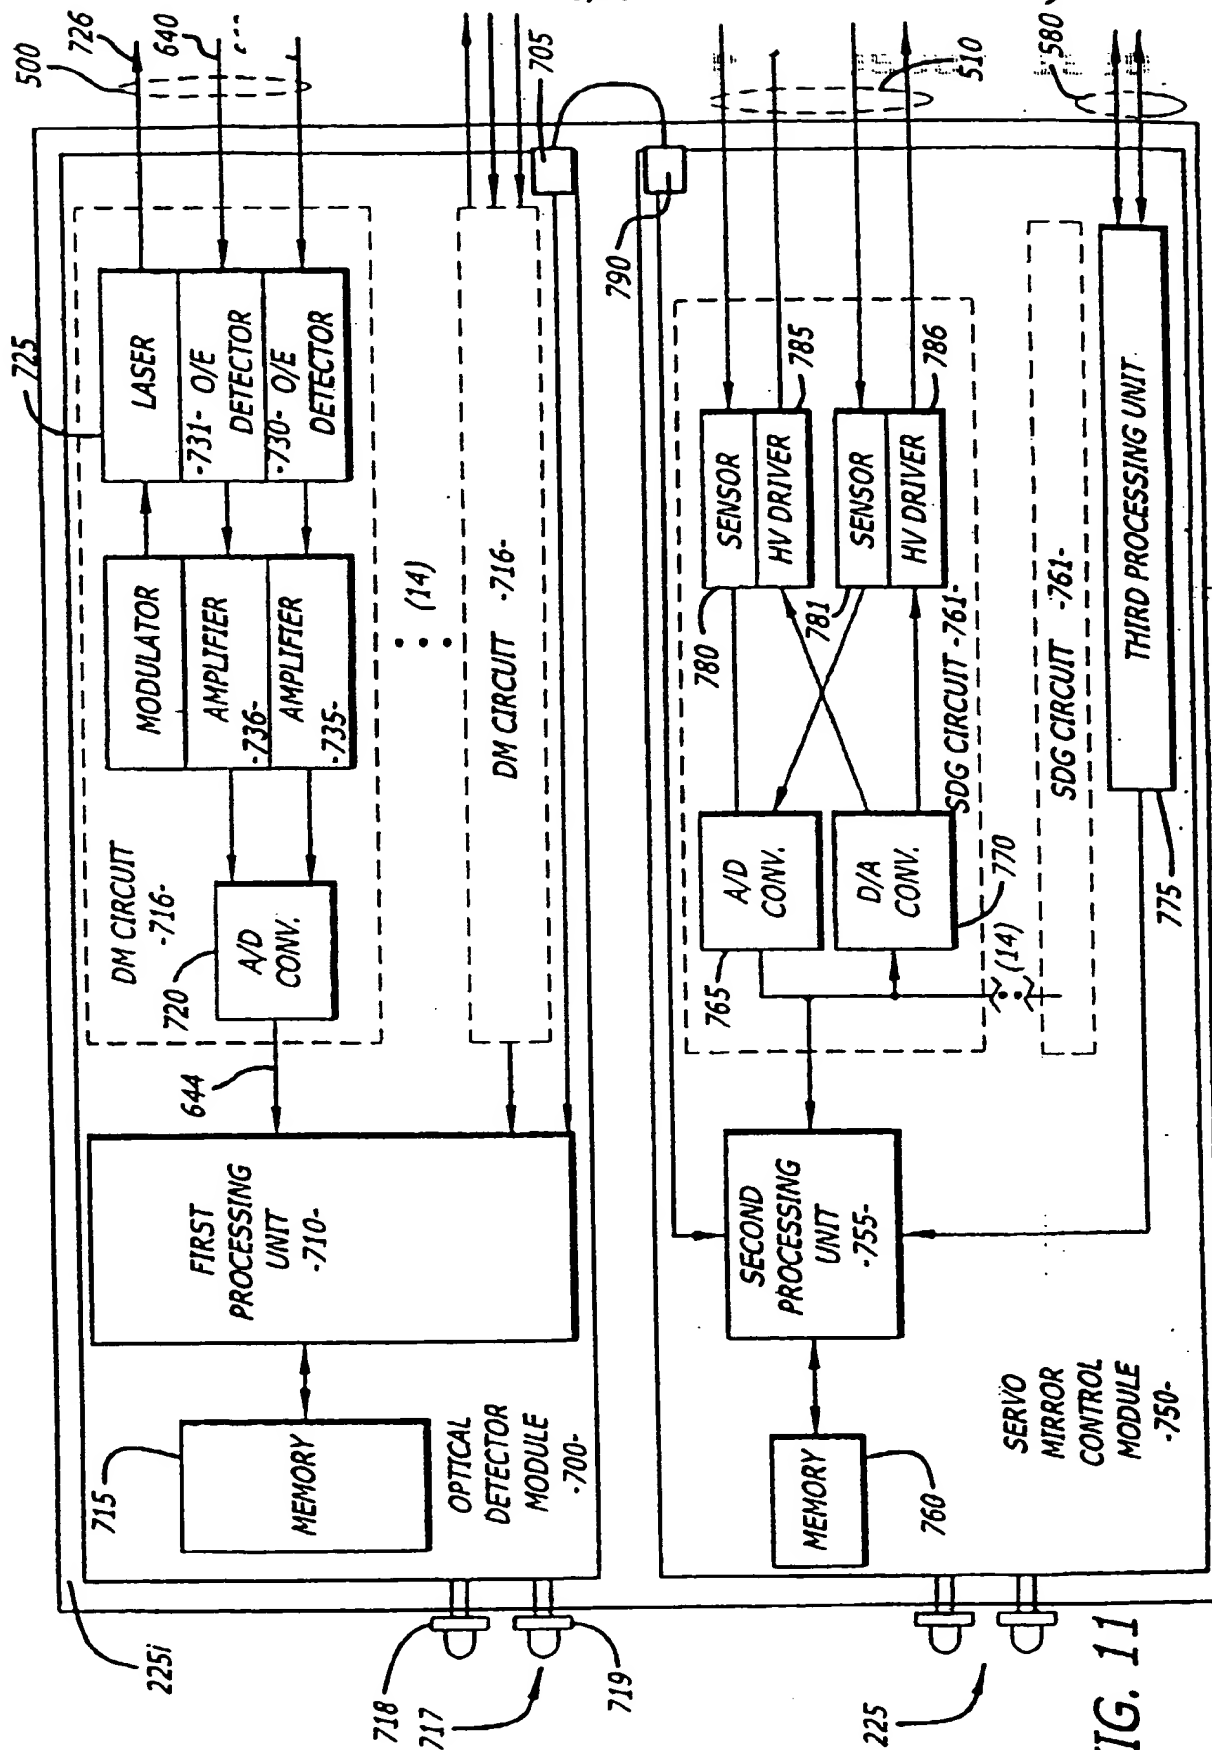 225i
715
MEMORY
OPTICAL
DETECTOR
MODULE
-700-
718
717
719
FIRST
PROCESSING
UNIT
-710-
644
DM CIRCUIT
-716-
720
A/D
CONV.
MODULATOR
AMPLIFIER
-736-
AMPLIFIER
-735-
725
LASER
-731- O/E
DETECTOR
-730- O/E
DETECTOR
500
726
640
(14)
DM CIRCUIT -716-
705
790
MEMORY
760
SERVO
MIRROR
CONTROL
MODULE
-750-
225
SECOND
PROCESSING
UNIT
-755-
765
A/D
CONV.
D/A
CONV.
770
(14)
780
SENSOR
HV DRIVER
785
781
SENSOR
HV DRIVER
786
SDG CIRCUIT -761-
SDG CIRCUIT -761-
THIRD PROCESSING UNIT
775
510
580
FIG. 11